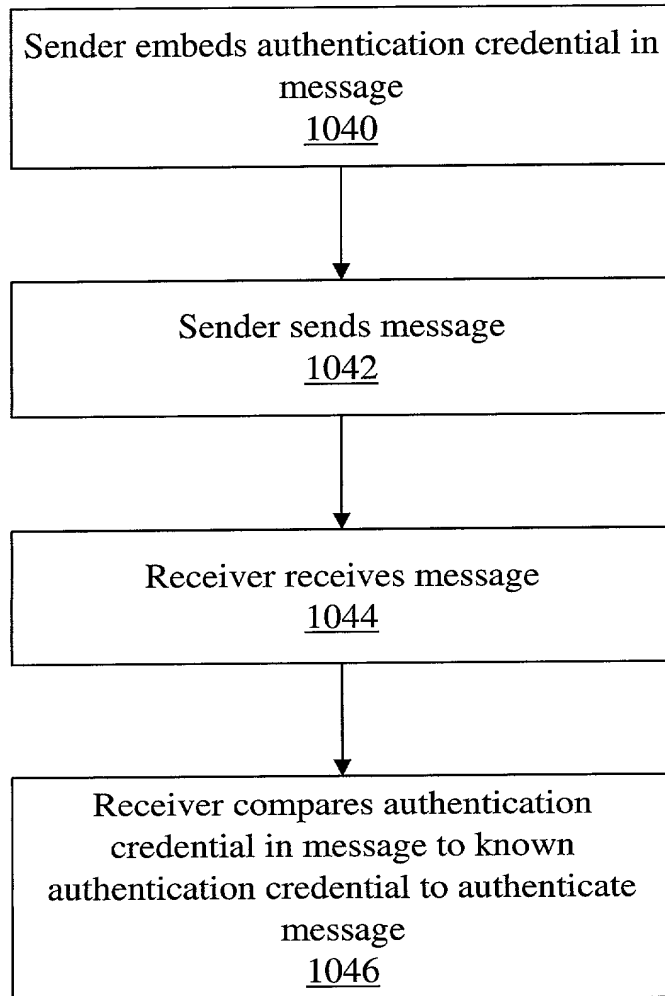 Sender embeds authentication credential in
message
1040
Sender sends message
1042
Receiver receives message
1044
Receiver compares authentication
credential in message to known
authentication credential to authenticate
message
1046